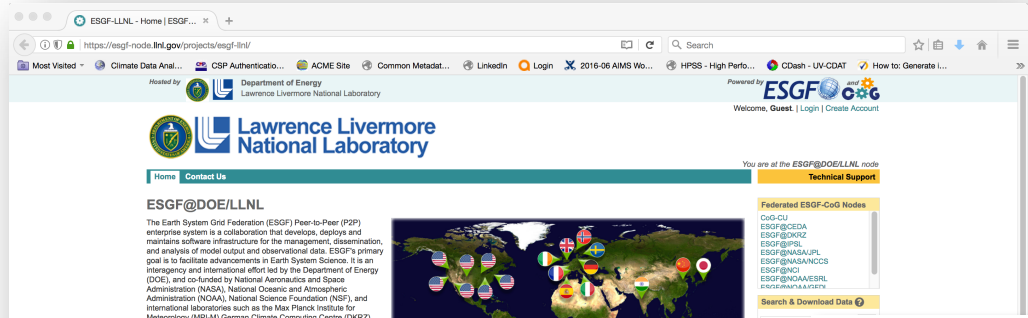 ESGF-LLNL - Home | ESGF...
https://esgf-node.llnl.gov/projects/esgf-llnl/
Search
Most Visited
Climate Data Anal...
CSP Authenticatio...
ACME Site
Common Metadat...
LinkedIn
Login
2016-06 AIMS Wo...
HPSS - High Perfo...
CDash - UV-CDAT
How to: Generate i...
Hosted by
Department of Energy
Lawrence Livermore National Laboratory
Powered by
ESGF and CoG
Welcome, Guest. | Login | Create Account
Lawrence Livermore
National Laboratory
You are at the ESGF@DOE/LLNL node
Home Contact Us
Technical Support
ESGF@DOE/LLNL
The Earth System Grid Federation (ESGF) Peer-to-Peer (P2P)
enterprise system is a collaboration that develops, deploys and
maintains software infrastructure for the management, dissemination,
and analysis of model output and observational data. ESGF's primary
goal is to facilitate advancements in Earth System Science. It is an
interagency and international effort led by the Department of Energy
(DOE), and co-funded by National Aeronautics and Space
Administration (NASA), National Oceanic and Atmospheric
Administration (NOAA), National Science Foundation (NSF), and
international laboratories such as the Max Planck Institute for
Meteorology (MPI-M) German Climate Computing Centre (DKRZ)
Federated ESGF-CoG Nodes
CoG-CU
ESGF@CEDA
ESGF@DKRZ
ESGF@IPSL
ESGF@NASA/JPL
ESGF@NASA/NCCS
ESGF@NCI
ESGF@NOAA/ESRL
ESGF@NOAA/GFDL
Search & Download Data